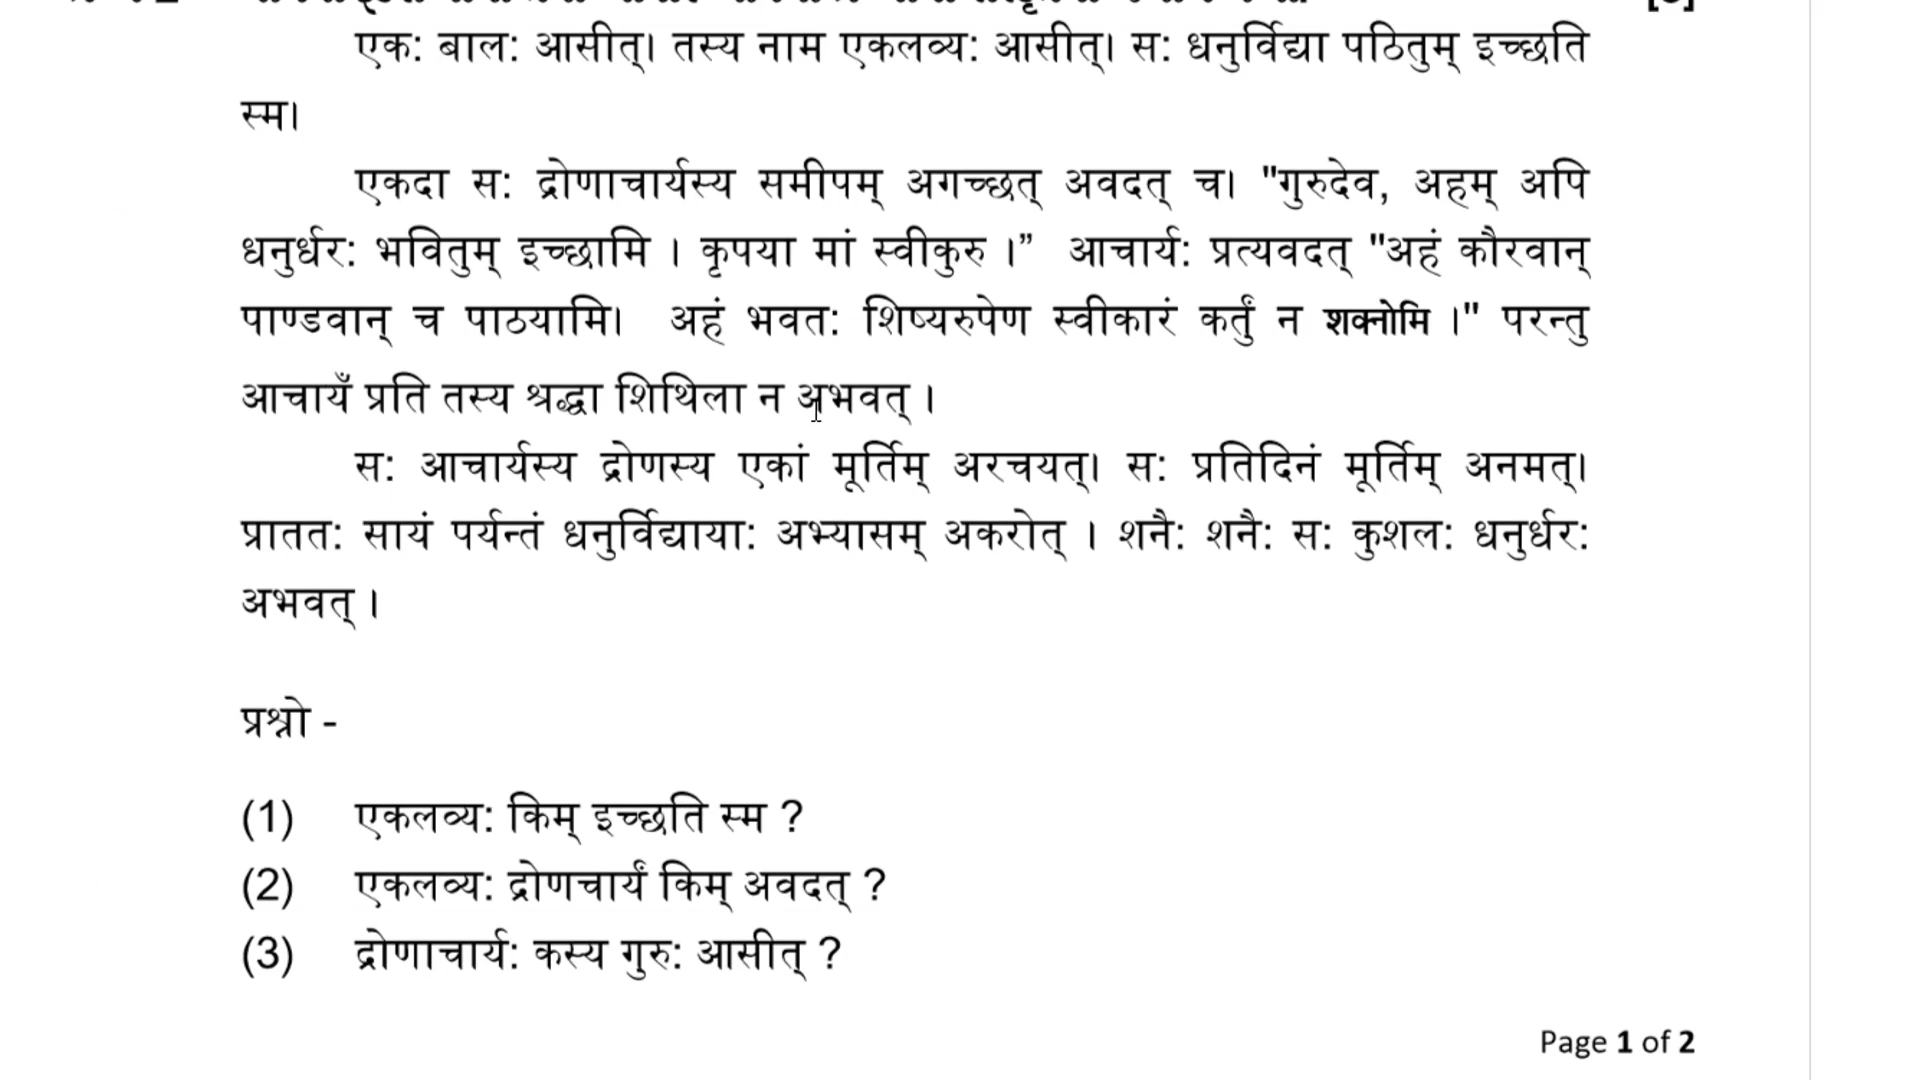 एक: बाल: आसीत्। तस्य नाम एकलव्य: आसीत्। स: धनुर्विद्या पठितुम् इच्छति
स्म।
एकदा स: द्रोणाचार्यस्य समीपम् अगच्छत् अवदत् च। "गुरुदेव, अहम् अपि
धनुर्धर: भवितुम् इच्छामि । कृपया मां स्वीकुरु ।” आचार्य: प्रत्यवदत् "अहं कौरवान्
पाण्डवान् च पाठयामि। अहं भवत: शिष्यरुपेण स्वीकारं कर्तुं न शक्नोमि ।" परन्तु
आचार्यँ प्रति तस्य श्रद्धा शिथिला न अभवत् ।
स: आचार्यस्य द्रोणस्य एकां मूर्तिम् अरचयत्। स: प्रतिदिनं मूर्तिम् अनमत्।
प्रातत: सायं पर्यन्तं धनुर्विद्याया: अभ्यासम् अकरोत् । शनै: शनै: स: कुशल: धनुर्धर:
अभवत् ।
प्रश्नो -
(1) एकलव्य: किम् इच्छति स्म ?
(2) एकलव्य: द्रोणचार्यं किम् अवदत् ?
(3) द्रोणाचार्य: कस्य गुरु: आसीत् ?
Page 1 of 2